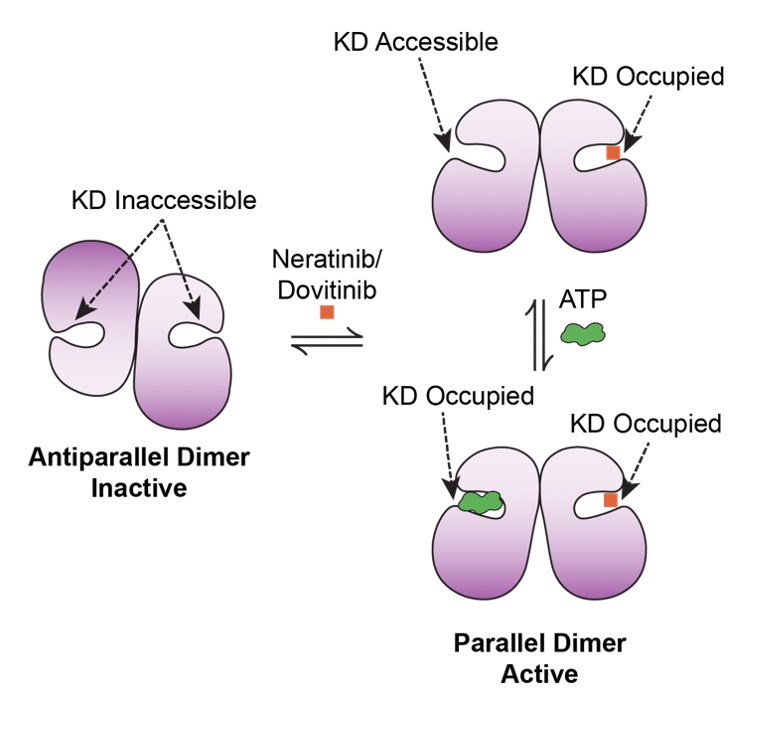 KD Accessible
KD Occupied
KD Inaccessible
Neratinib/
Dovitinib
ATP
KD Occupied
KD Occupied
Antiparallel Dimer
Inactive
Parallel Dimer
Active